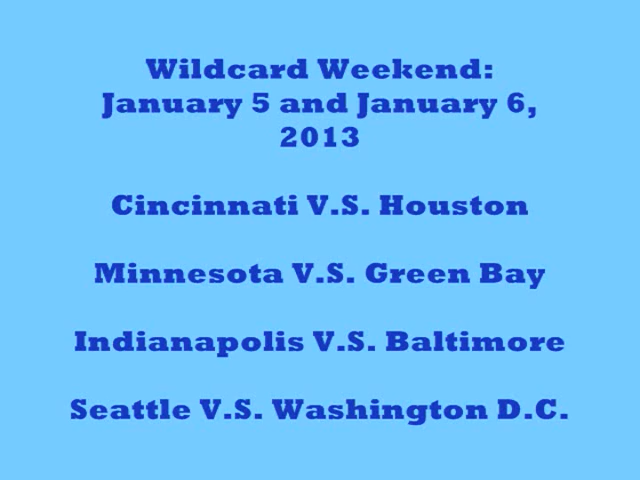 Wildcard Weekend:
January 5 and January 6,
2013
Cincinnati V.S. Houston
Minnesota V.S. Green Bay
Indianapolis V.S. Baltimore
Seattle V.S. Washington D.C.